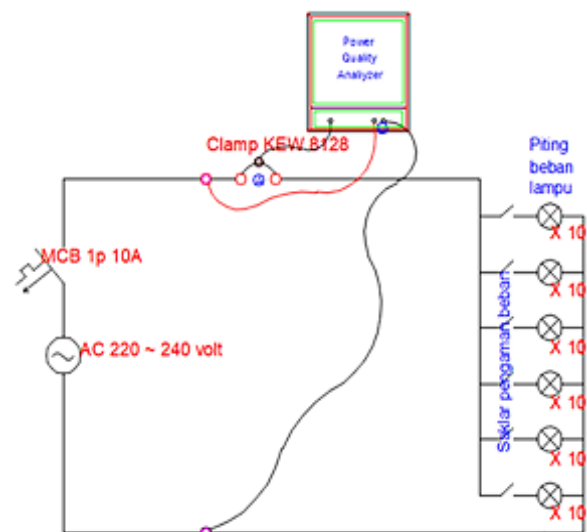 Power
Quality
Analyzer
Clamp KEW 8128
Piting
beban
lampu
MCB 1p 10A
AC 220 ~ 240 volt
Saklar pengaman beban
X 10
X 10
X 10
X 10
X 10
X 10